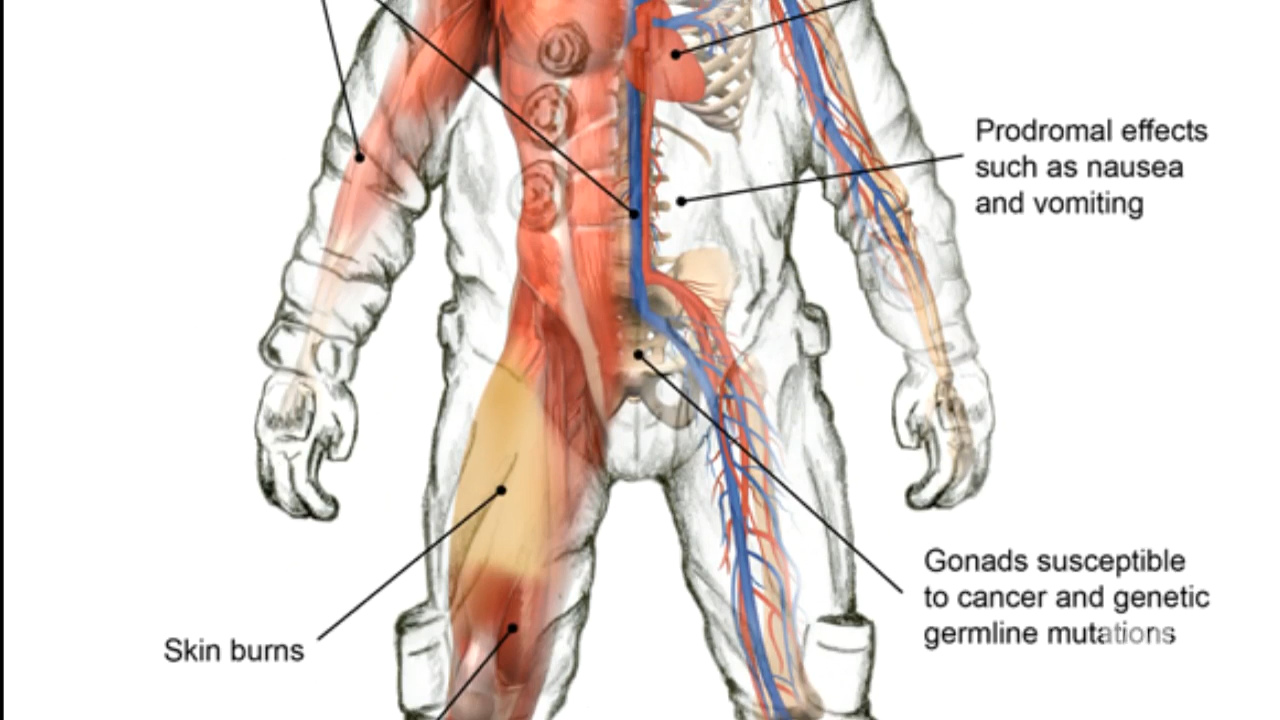 Prodromal effects
such as nausea
and vomiting
Gonads susceptible
to cancer and genetic
germline mutations
Skin burns